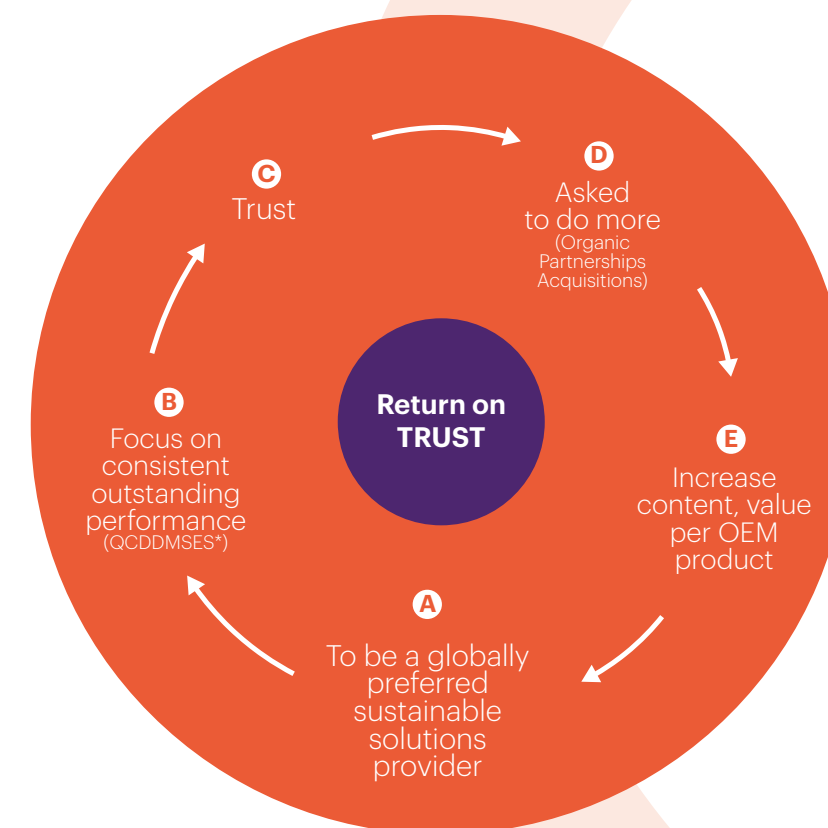 C
Trust
D
Asked
to do more
(Organic
Partnerships
Acquisitions)
B
Focus on
consistent
outstanding
performance
(QCDDMSES*)
Return on
TRUST
E
Increase
content, value
per OEM
product
A
To be a globally
preferred
sustainable
solutions
provider